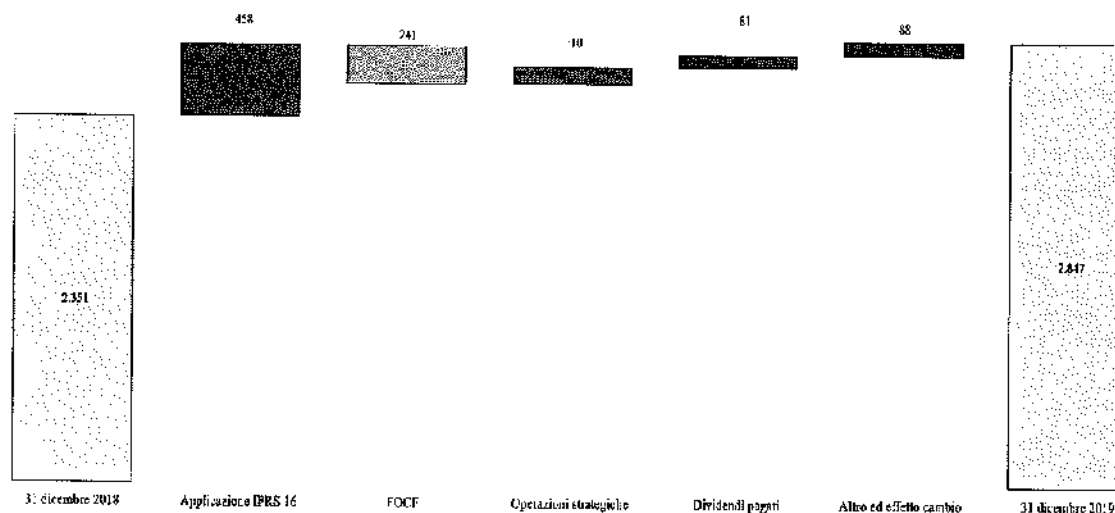 458
241
110
81
88
2.351
2.847
31 dicembre 2018
Applicazione IFRS 16
FOCF
Operazioni strategiche
Dividendi pagati
Altro ed effetto cambio
31 dicembre 2019